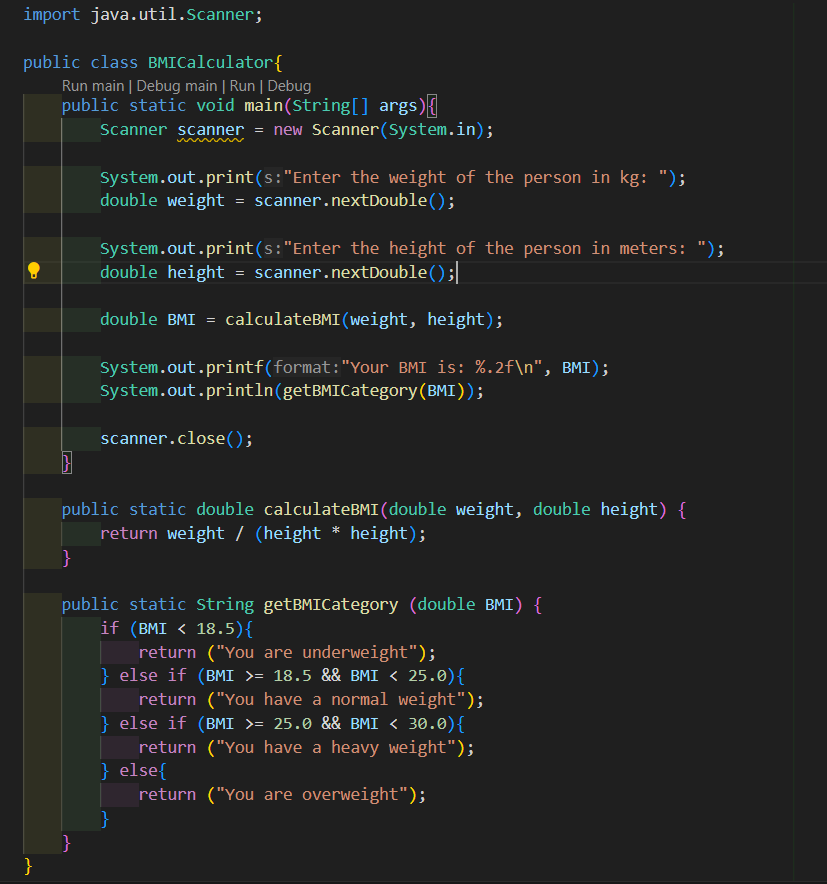 import java.util.Scanner;
public class BMICalculator{
Run main | Debug main | Run | Debug
public static void main(String[] args){
Scanner scanner = new Scanner(System.in);
System.out.print(s:"Enter the weight of the person in kg: ");
double weight = scanner.nextDouble();
System.out.print(s:"Enter the height of the person in meters: ");
double height = scanner.nextDouble();
double BMI = calculateBMI(weight, height);
System.out.printf(format:"Your BMI is: %.2f\n", BMI);
System.out.println(getBMICategory(BMI));
scanner.close();
}
public static double calculateBMI(double weight, double height) {
return weight / (height * height);
}
public static String getBMICategory (double BMI) {
if (BMI < 18.5){
return ("You are underweight");
} else if (BMI >= 18.5 && BMI < 25.0){
return ("You have a normal weight");
} else if (BMI >= 25.0 && BMI < 30.0){
return ("You have a heavy weight");
} else{
return ("You are overweight");
}
}
}